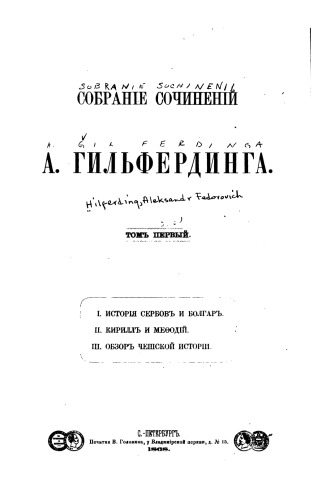 SOBRANIE SOCHINENII
СОБРАНІЕ СОЧИНЕНІЙ
A. GIL FERDINGA
А. ГИЛЬФЕРДИНГА.
Hilferding, Aleksandr Fedorovich
ТОМЪ ПЕРВЫЙ.
I. ИСТОРІЯ СЕРБОВЪ И БОЛГАРЪ.
II. КИРИЛЛЪ И МЕѲОДІЙ.
III. ОБЗОРЪ ЧЕШСКОЙ ИСТОРІИ.
С.-ПЕТЕРБУРГЪ
Печатня В. Головина, у Владимірской церкви, д. № 15.
1868.